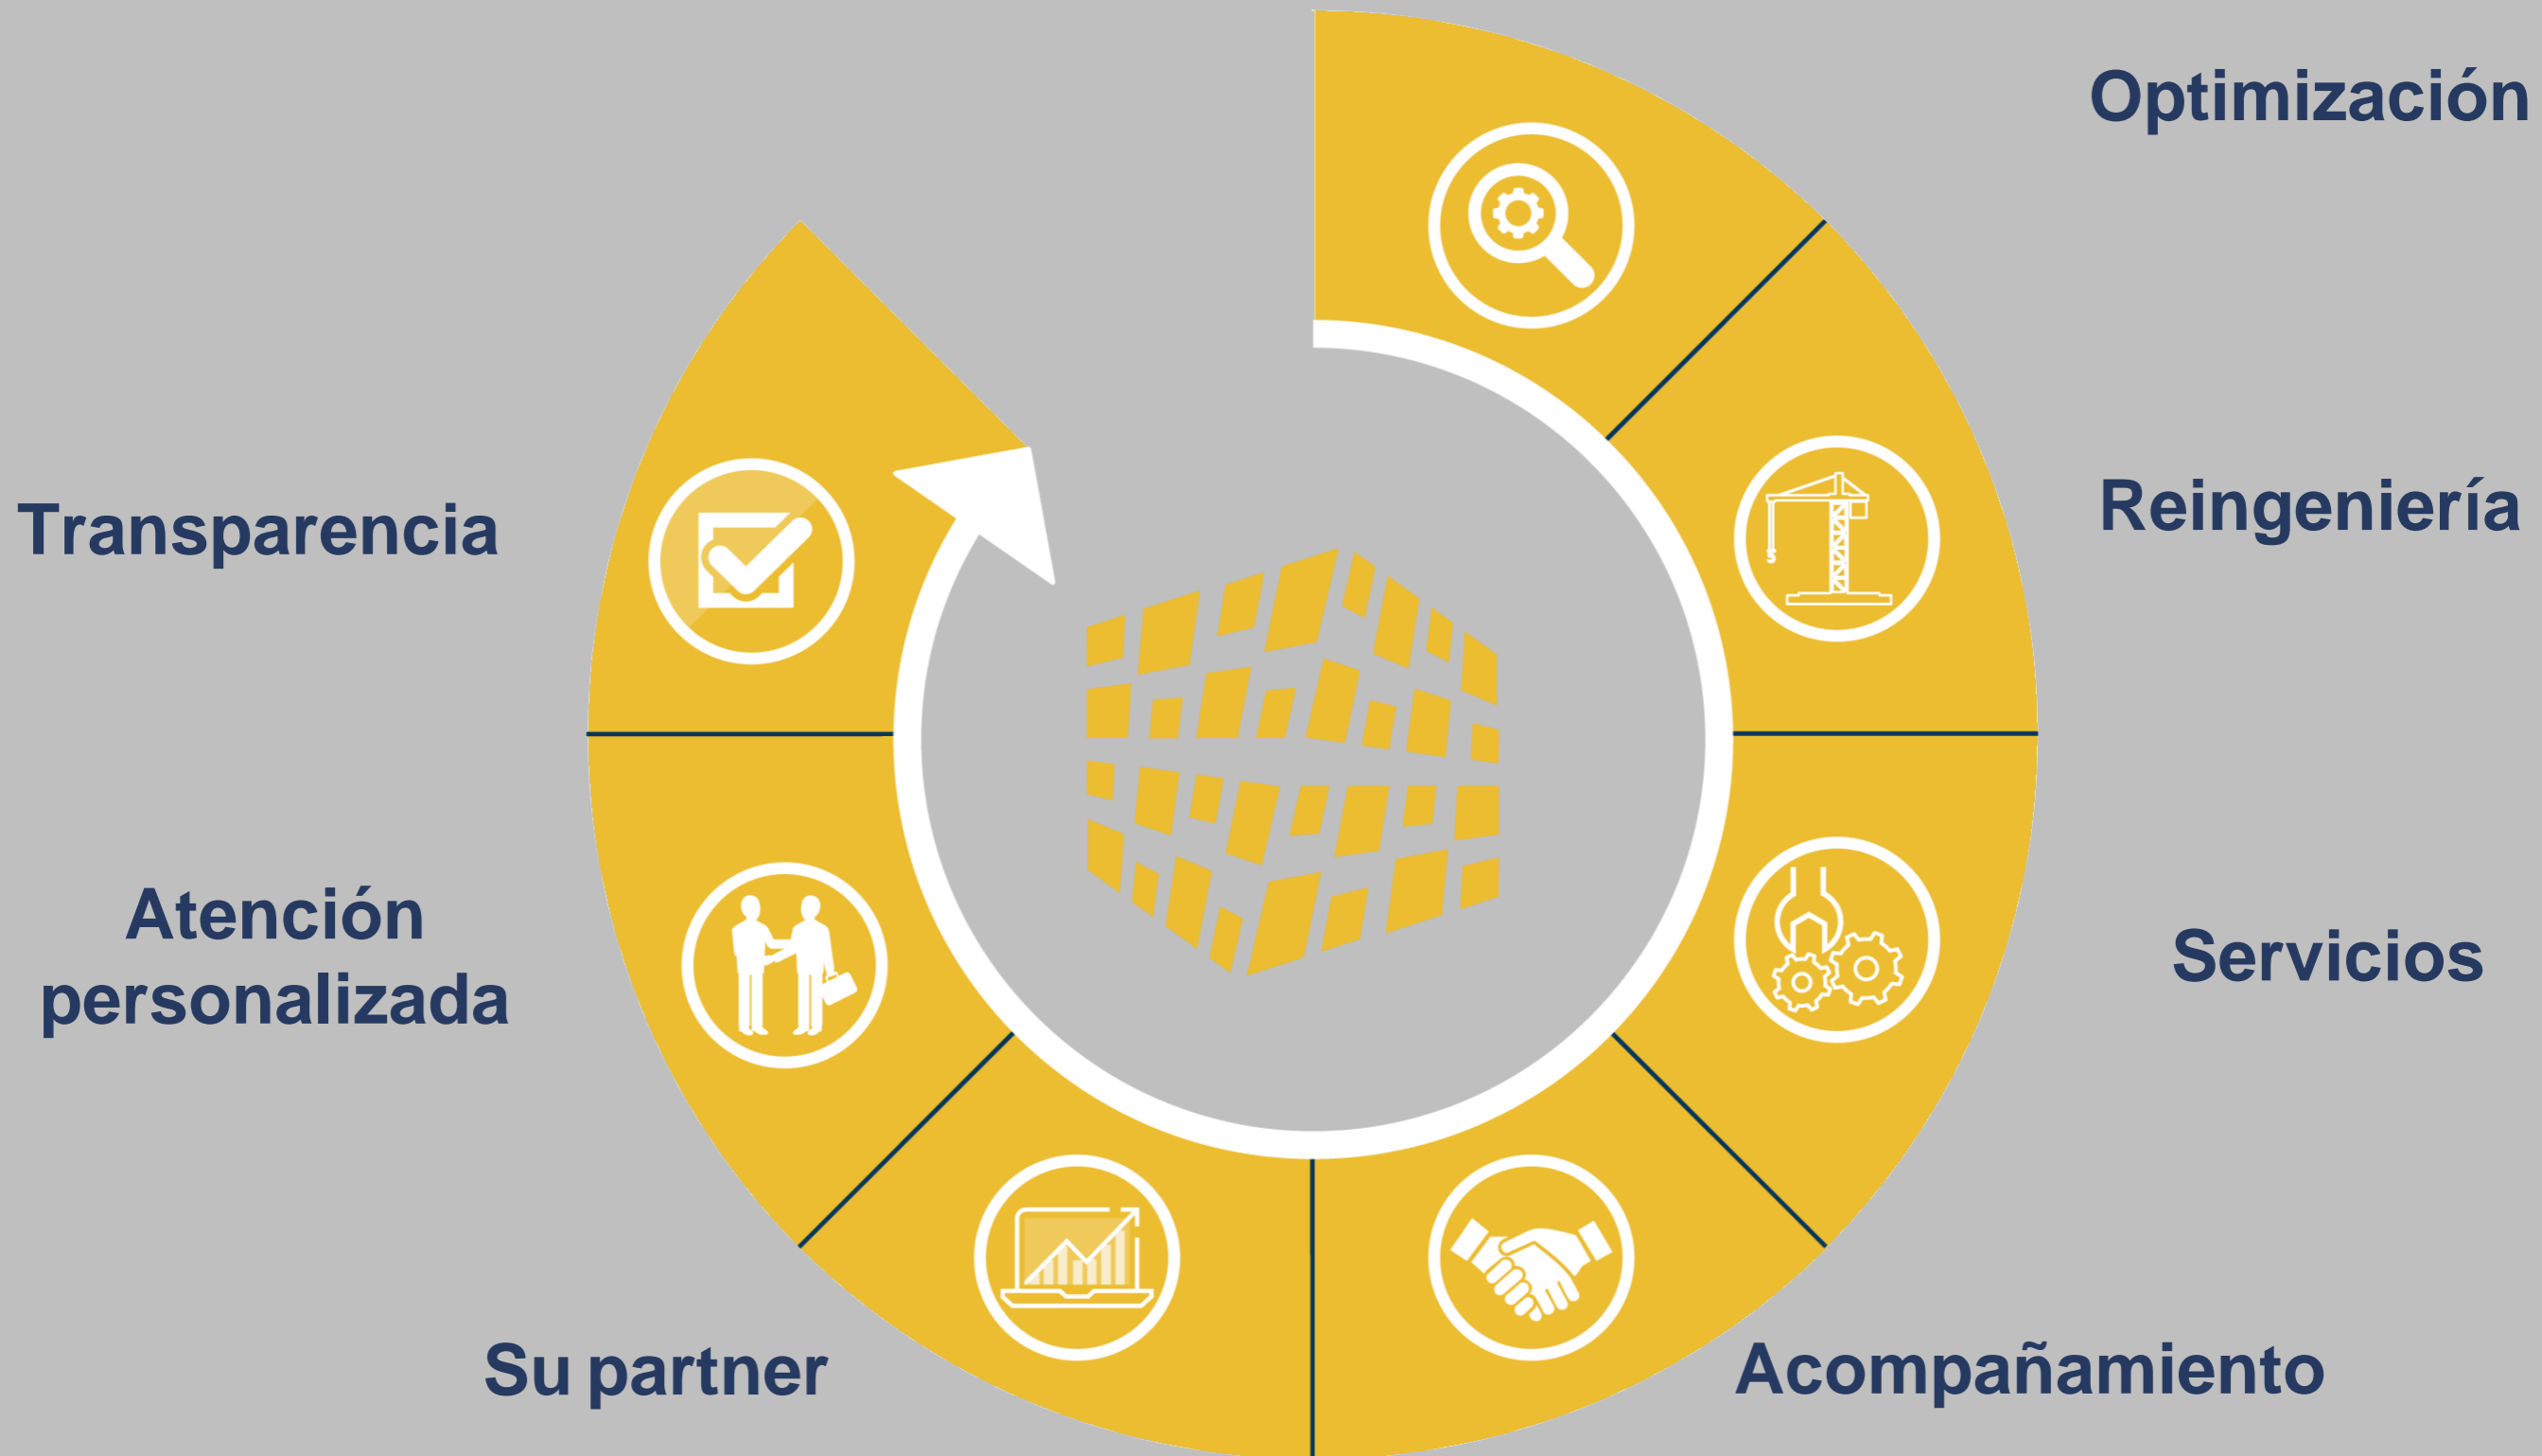 Optimización
Reingeniería
Servicios
Acompañamiento
Su partner
Atención
personalizada
Transparencia